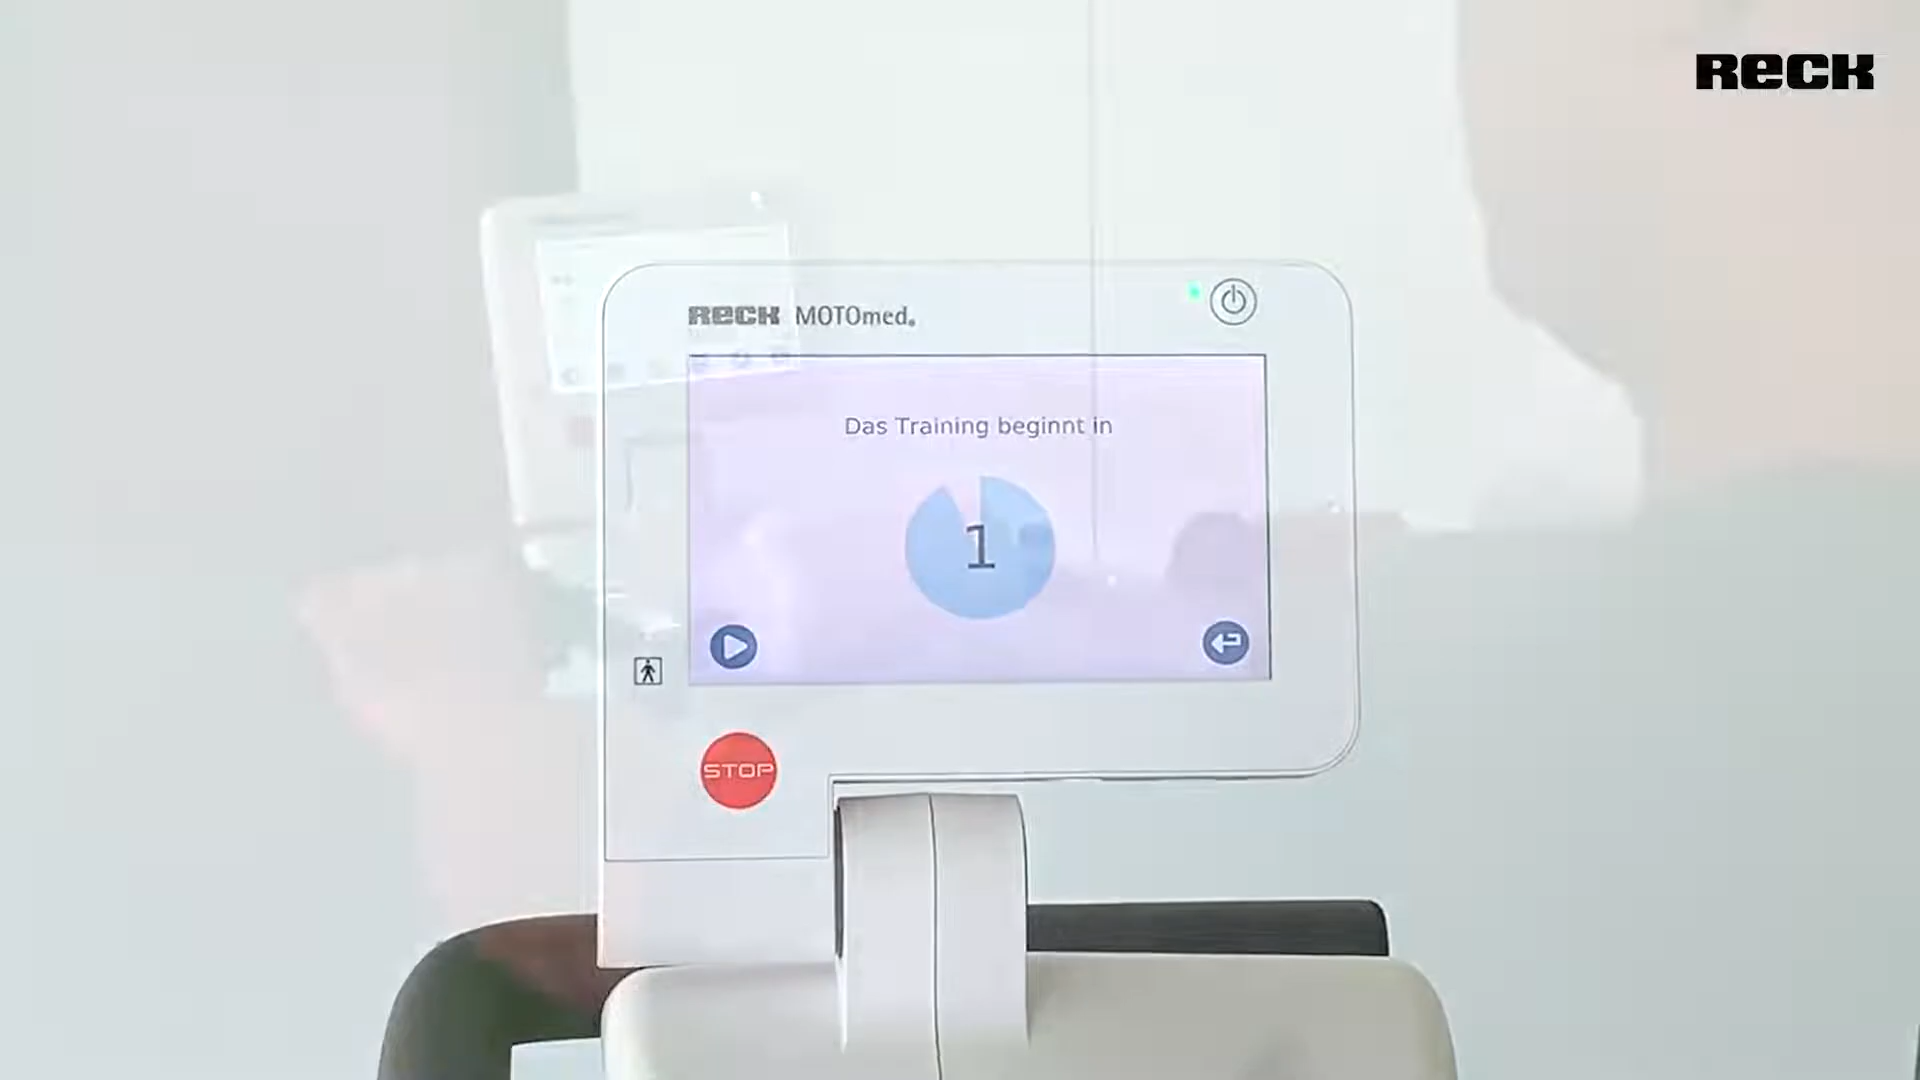 RECK
RECK MOTOmed®
Das Training beginnt in
1
STOP